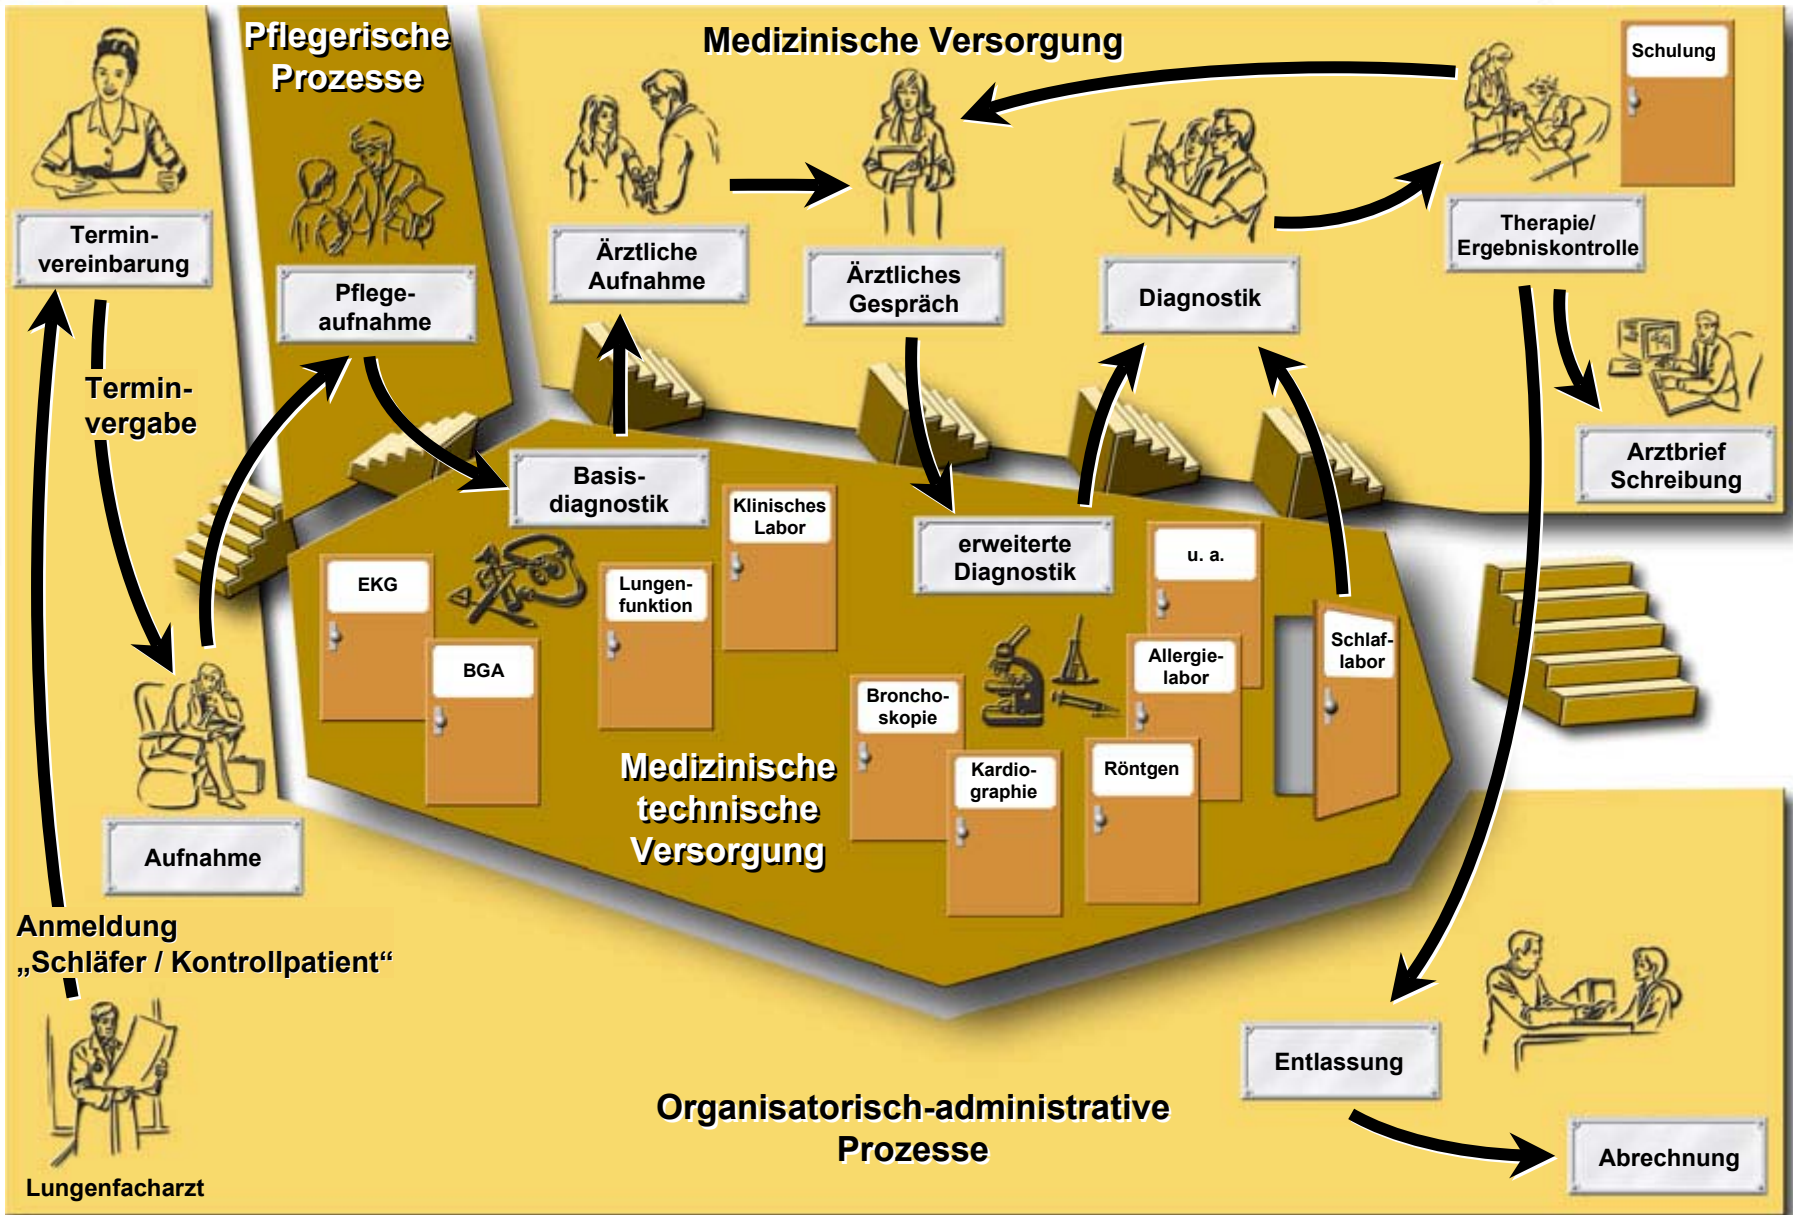 Pflegerische
Prozesse
Medizinische Versorgung
Schulung
Termin-
vereinbarung
Pflege-
aufnahme
Ärztliche
Aufnahme
Ärztliches
Gespräch
Diagnostik
Therapie/
Ergebniskontrolle
Termin-
vergabe
Arztbrief
Schreibung
Basis-
diagnostik
Klinisches
Labor
erweiterte
Diagnostik
u. a.
EKG
Lungen-
funktion
BGA
Schlaf-
labor
Allergie-
labor
Broncho-
skopie
Kardio-
graphie
Röntgen
Medizinische
technische
Versorgung
Aufnahme
Anmeldung
„Schläfer / Kontrollpatient“
Lungenfacharzt
Organisatorisch-administrative
Prozesse
Entlassung
Abrechnung